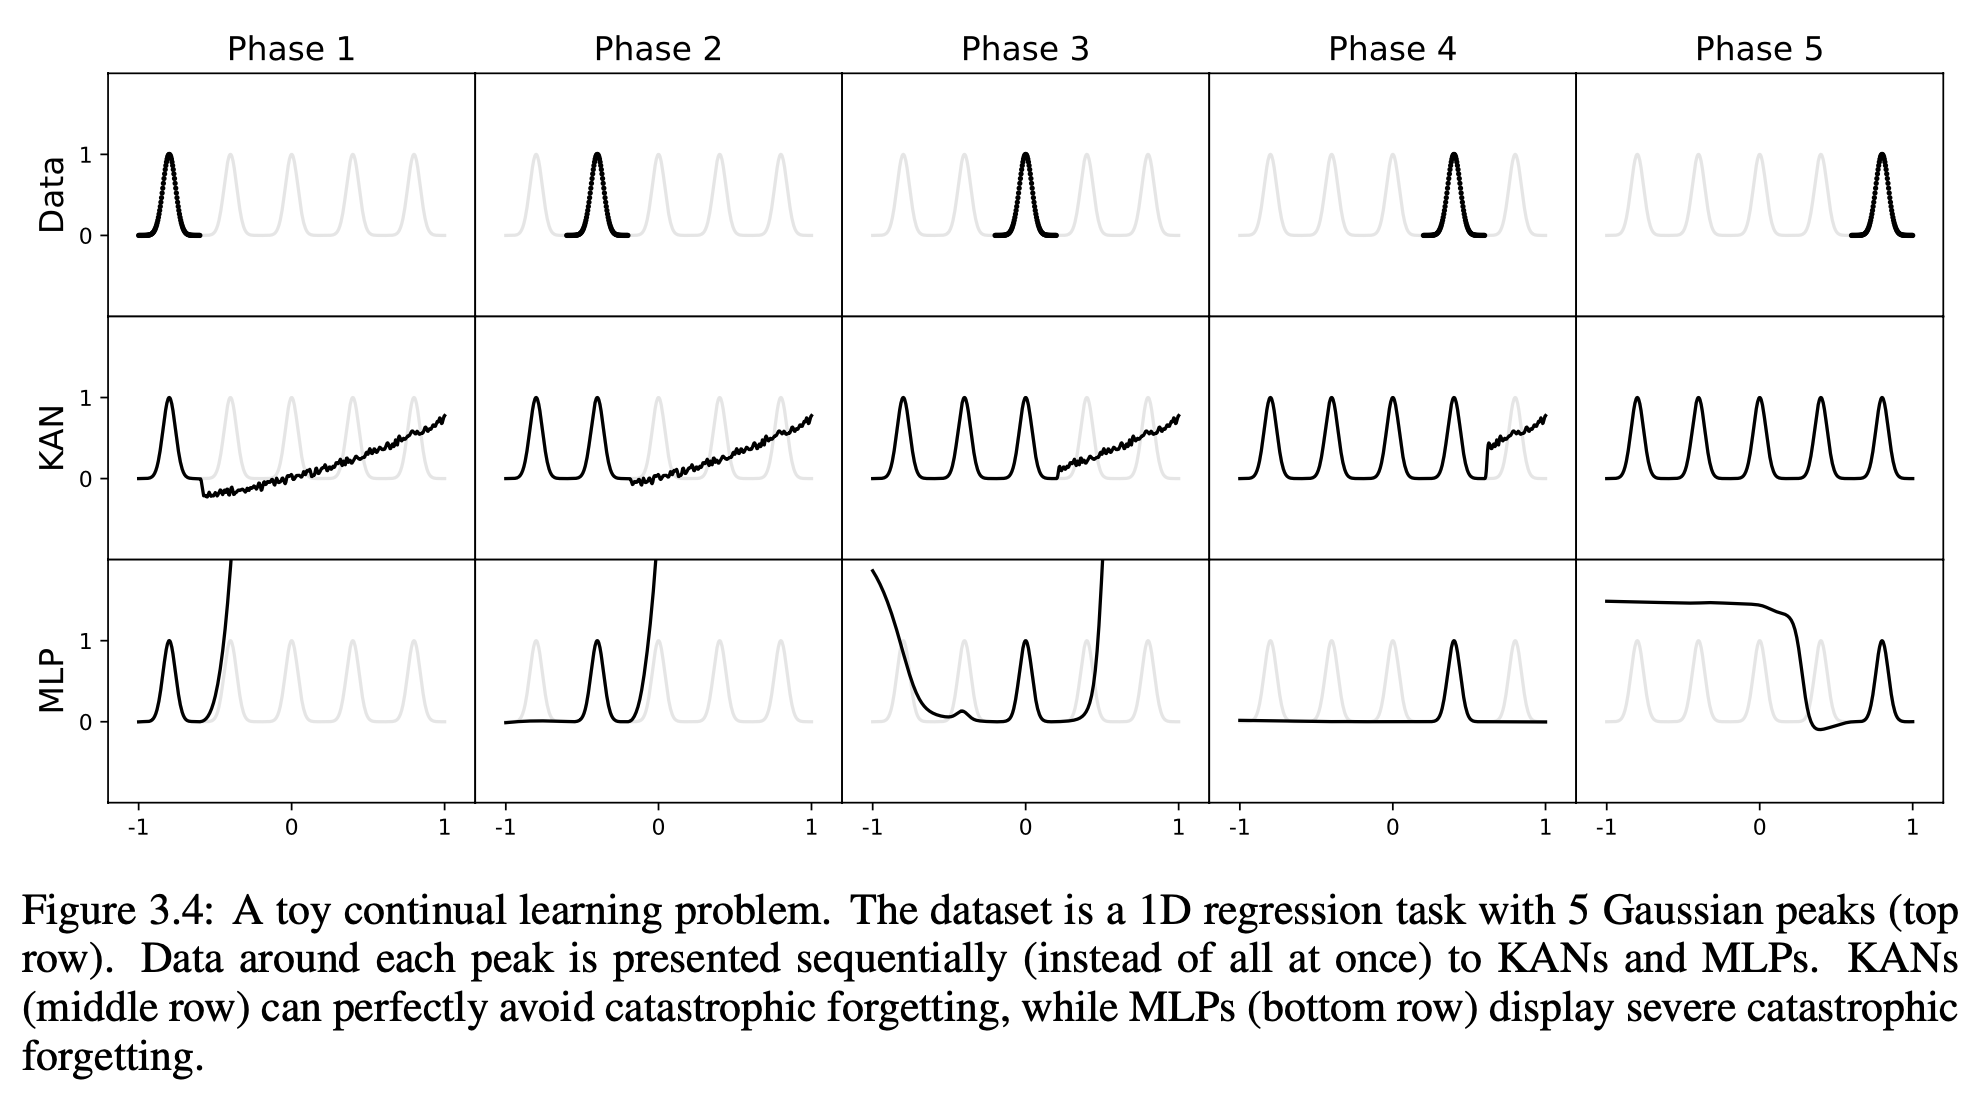 Phase 1 Phase 2 Phase 3 Phase 4 Phase 5
Data
1
0
KAN
1
0
MLP
1
0
-1 0 1 -1 0 1 -1 0 1 -1 0 1 -1 0 1
Figure 3.4: A toy continual learning problem. The dataset is a 1D regression task with 5 Gaussian peaks (top
row). Data around each peak is presented sequentially (instead of all at once) to KANs and MLPs. KANs
(middle row) can perfectly avoid catastrophic forgetting, while MLPs (bottom row) display severe catastrophic
forgetting.